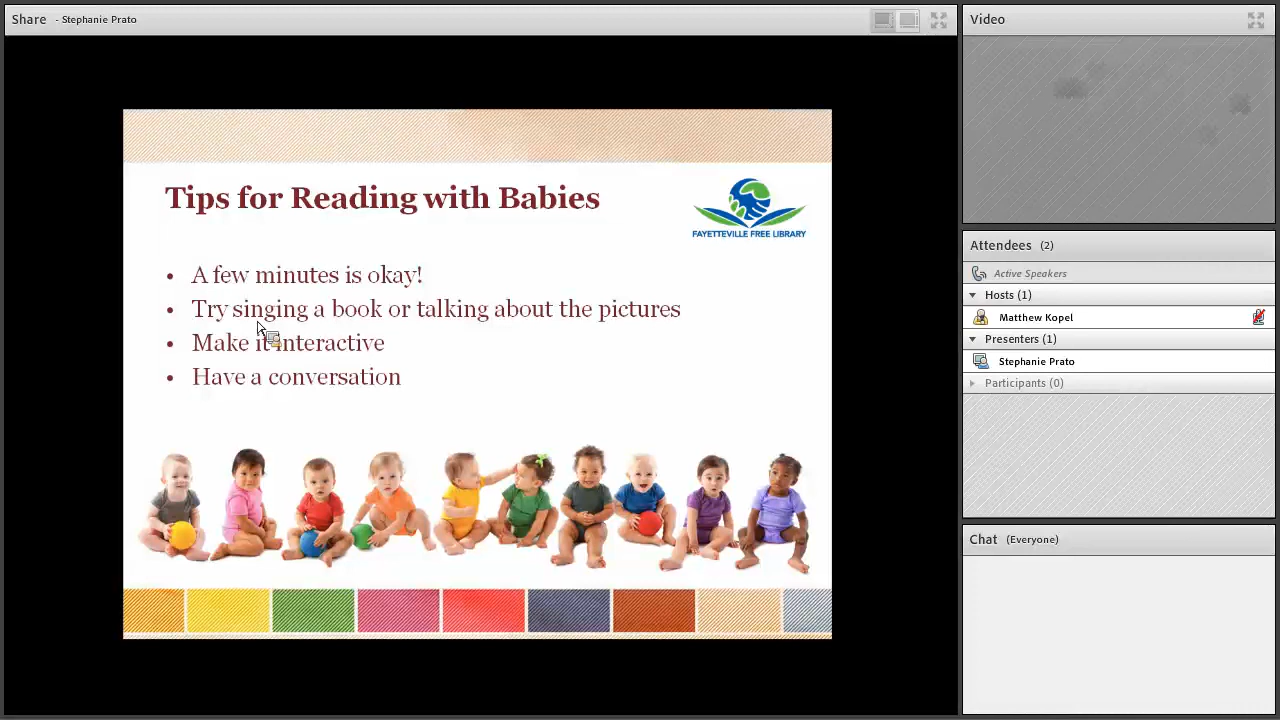 Share - Stephanie Prato
Tips for Reading with Babies
FAYETTEVILLE FREE LIBRARY
• A few minutes is okay!
• Try singing a book or talking about the pictures
• Make it interactive
• Have a conversation
Video
Attendees (2)
Active Speakers
Hosts (1)
Matthew Kopel
Presenters (1)
Stephanie Prato
Participants (0)
Chat (Everyone)